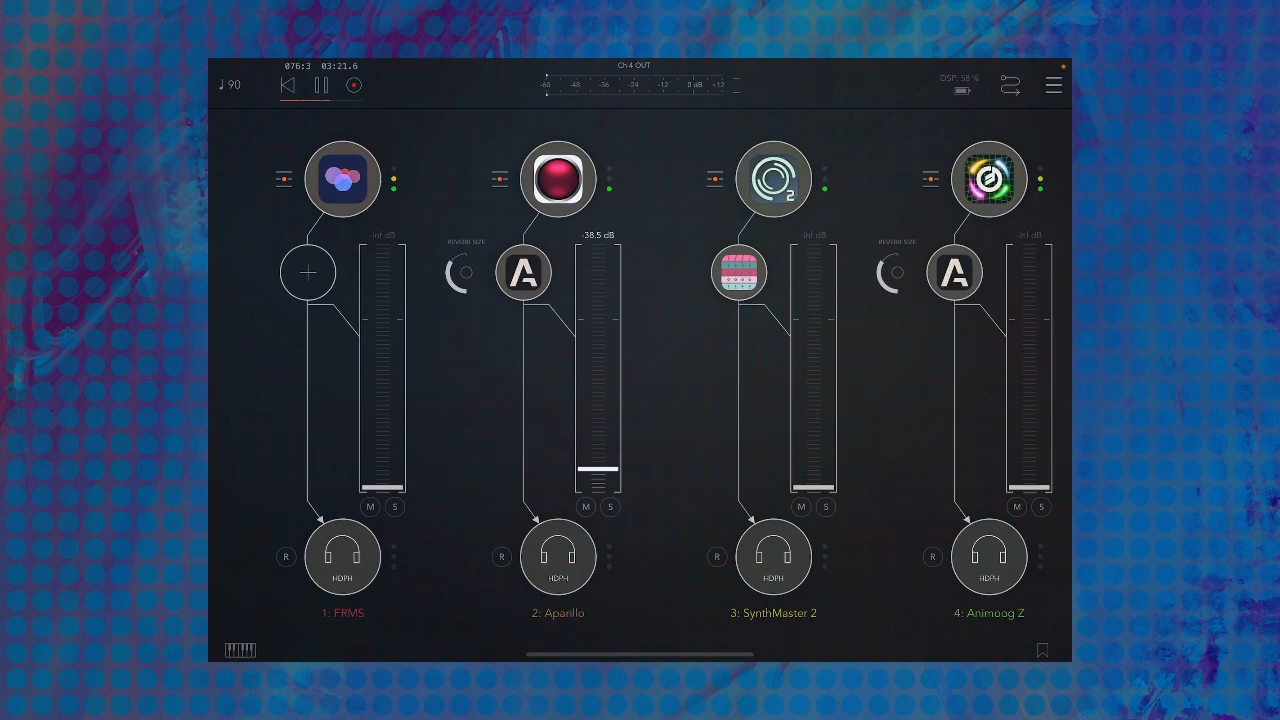 076:3 03:21.6
Ch 4 OUT
♩ 90
-60 -48 -36 -24 -12 0 dB +12
DSP: 58 %
2
-inf dB
-38.5 dB
-inf dB
-inf dB
REVERB SIZE
REVERB SIZE
A
A
M S
M S
M S
M S
R
R
R
R
HDPH
HDPH
HDPH
HDPH
1: FRMS
2: Aparillo
3: SynthMaster 2
4: Animoog Z